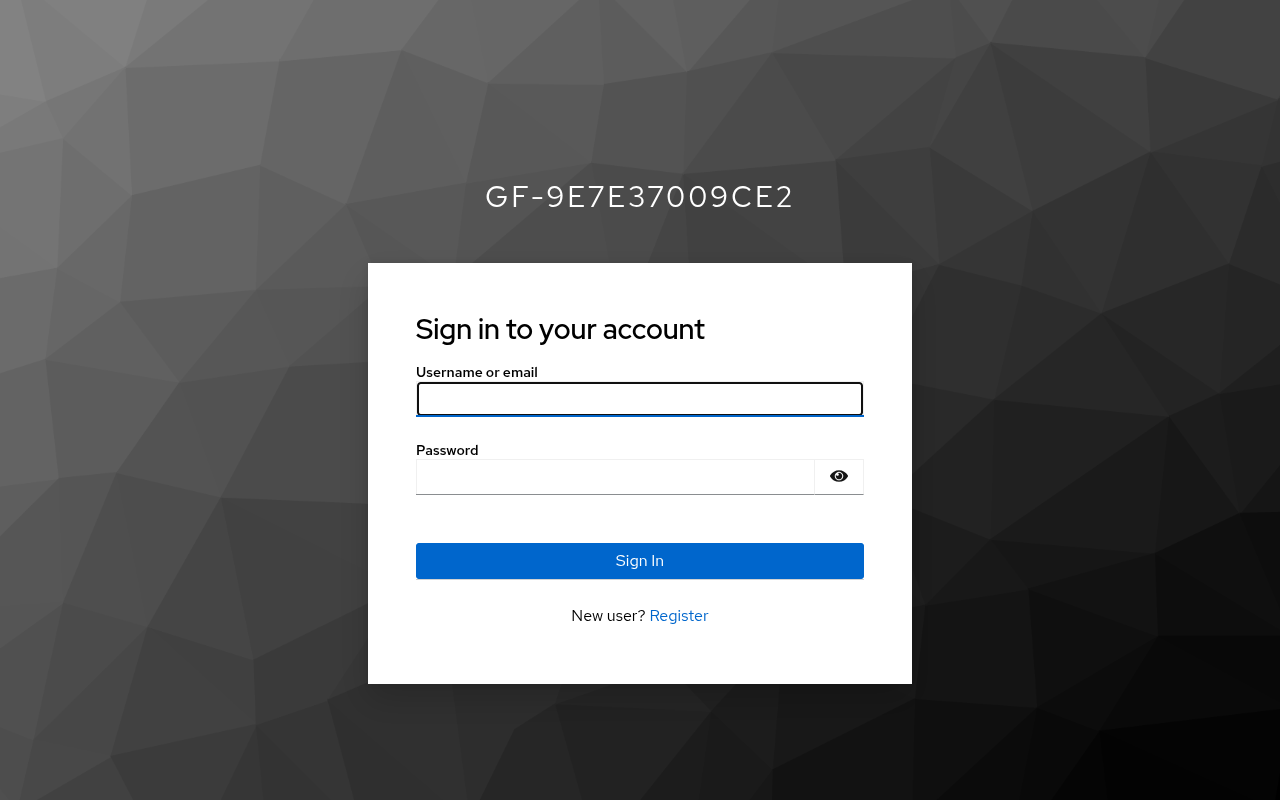 GF-9E7E37009CE2
Sign in to your account
Username or email
Password
Sign In
New user? Register